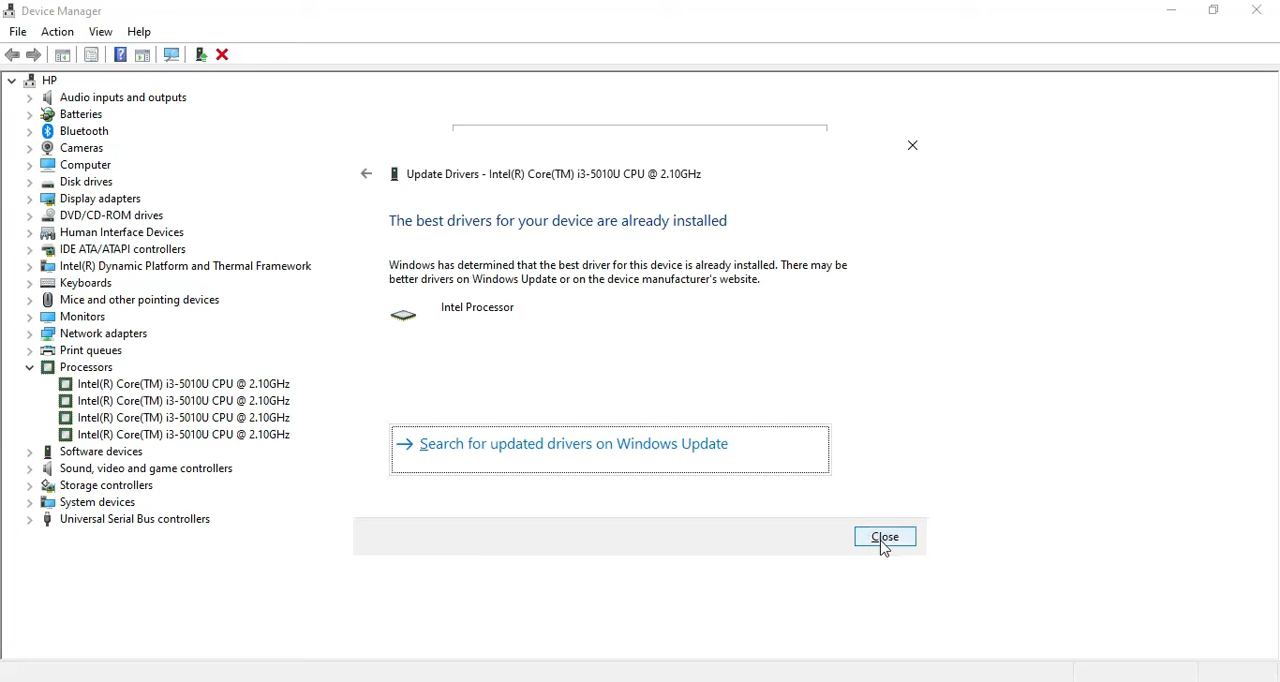 Device Manager
File Action View Help
HP
Audio inputs and outputs
Batteries
Bluetooth
Cameras
Computer
Disk drives
Display adapters
DVD/CD-ROM drives
Human Interface Devices
IDE ATA/ATAPI controllers
Intel(R) Dynamic Platform and Thermal Framework
Keyboards
Mice and other pointing devices
Monitors
Network adapters
Print queues
Processors
Intel(R) Core(TM) i3-5010U CPU @ 2.10GHz
Intel(R) Core(TM) i3-5010U CPU @ 2.10GHz
Intel(R) Core(TM) i3-5010U CPU @ 2.10GHz
Intel(R) Core(TM) i3-5010U CPU @ 2.10GHz
Software devices
Sound, video and game controllers
Storage controllers
System devices
Universal Serial Bus controllers
Update Drivers - Intel(R) Core(TM) i3-5010U CPU @ 2.10GHz
The best drivers for your device are already installed
Windows has determined that the best driver for this device is already installed. There may be
better drivers on Windows Update or on the device manufacturer's website.
Intel Processor
Search for updated drivers on Windows Update
Close